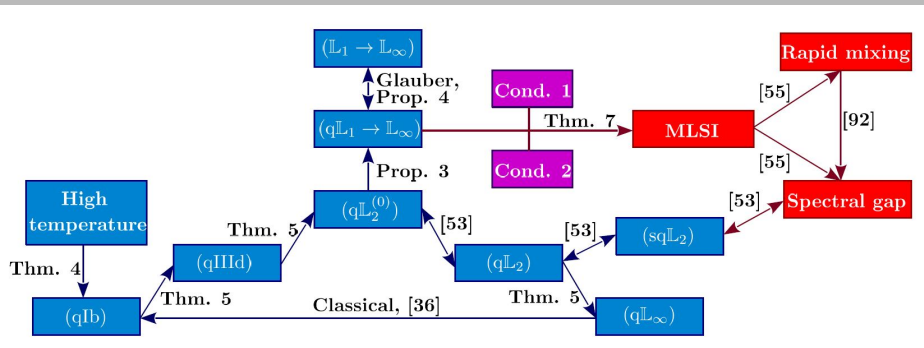 (𝕃₁ → 𝕃∞)
Rapid mixing
Glauber,
Prop. 4
Cond. 1
[55]
(q𝕃₁ → 𝕃∞)
Thm. 7
MLSI
[92]
Prop. 3
Cond. 2
[55]
High
temperature
(q𝕃₂⁽⁰⁾)
[53]
Spectral gap
Thm. 5
[53]
[53]
(sq𝕃₂)
Thm. 4
(qIIId)
(q𝕃₂)
Thm. 5
Thm. 5
Classical, [36]
(qIb)
(q𝕃∞)